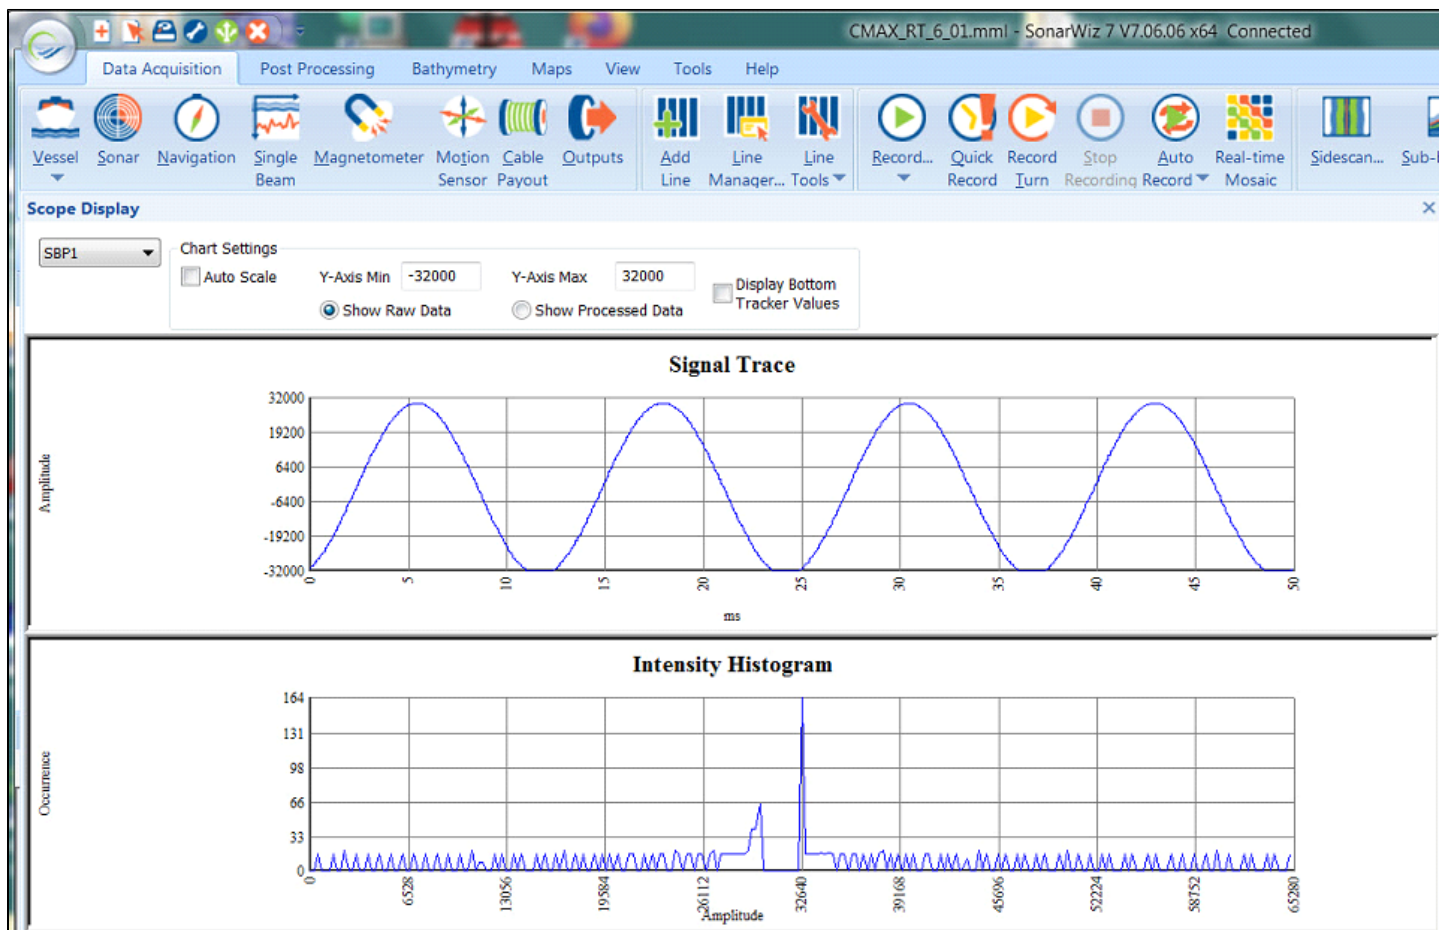 CMAX_RT_6_01.mml - SonarWiz 7 V7.06.06 x64 Connected
Data Acquisition Post Processing Bathymetry Maps View Tools Help
Vessel Sonar Navigation Single Beam Magnetometer Motion Sensor Cable Payout Outputs Add Line Line Manager... Line Tools Record... Quick Record Record Turn Stop Recording Auto Record Real-time Mosaic Sidescan...
Scope Display
SBP1
Chart Settings
Auto Scale Y-Axis Min -32000 Y-Axis Max 32000 Display Bottom Tracker Values
Show Raw Data Show Processed Data
Signal Trace
Amplitude
32000
19200
6400
-6400
-19200
-32000
0 5 10 15 20 25 30 35 40 45 50
ms
Intensity Histogram
Occurrence
164
131
98
66
33
0
0 6528 13056 19584 26112 32640 39168 45696 52224 58752 65280
Amplitude